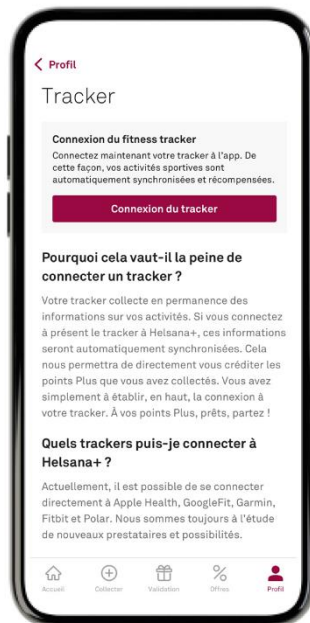 Profil
Tracker
Connexion du fitness tracker
Connectez maintenant votre tracker à l'app. De
cette façon, vos activités sportives sont
automatiquement synchronisées et récompensées.
Connexion du tracker
Pourquoi cela vaut-il la peine de
connecter un tracker ?
Votre tracker collecte en permanence des
informations sur vos activités. Si vous connectez
à présent le tracker à Helsana+, ces informations
seront automatiquement synchronisées. Cela
nous permettra de directement vous créditer les
points Plus que vous avez collectés. Vous avez
simplement à établir, en haut, la connexion à
votre tracker. À vos points Plus, prêts, partez !
Quels trackers puis-je connecter à
Helsana+ ?
Actuellement, il est possible de se connecter
directement à Apple Health, GoogleFit, Garmin,
Fitbit et Polar. Nous sommes toujours à l'étude
de nouveaux prestataires et possibilités.
Accueil Collecter Validation Offres Profil